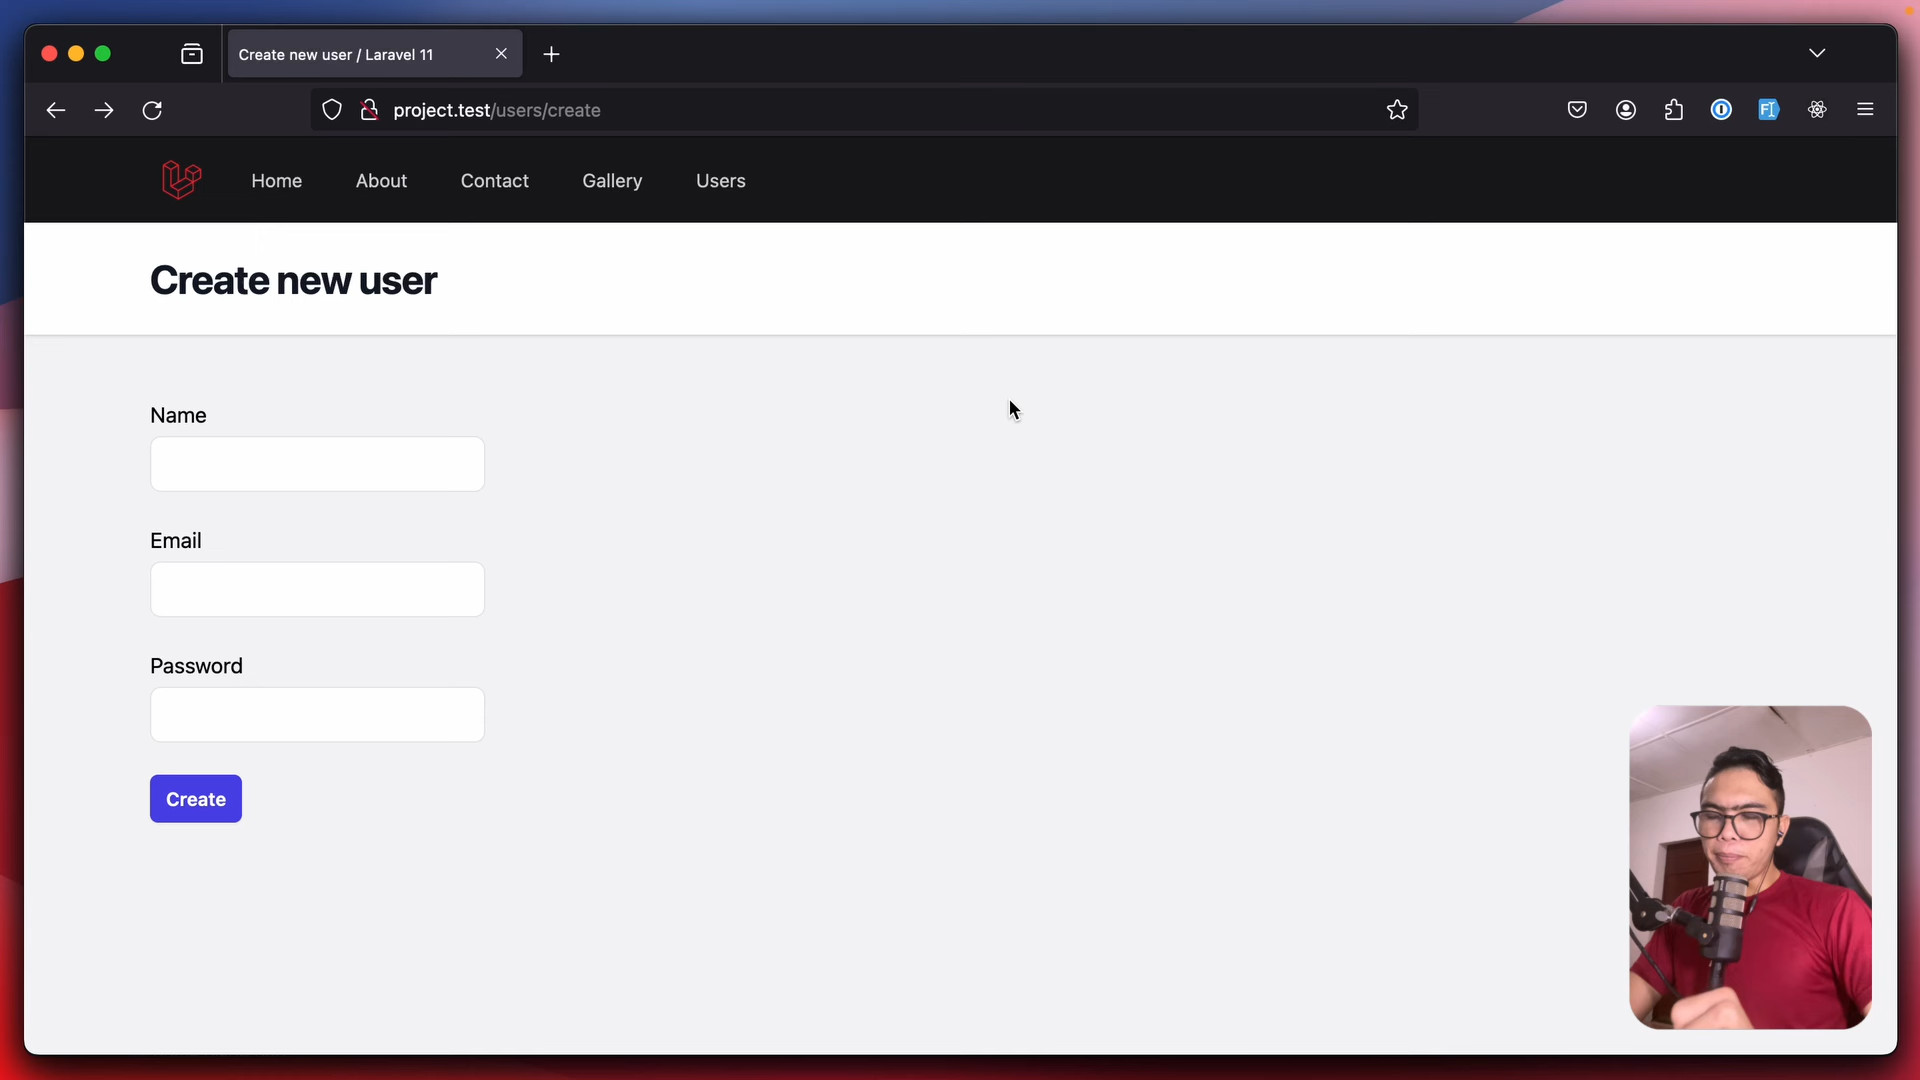 Create new user / Laravel 11
project.test/users/create
FI
Home About Contact Gallery Users
Create new user
Name
Email
Password
Create